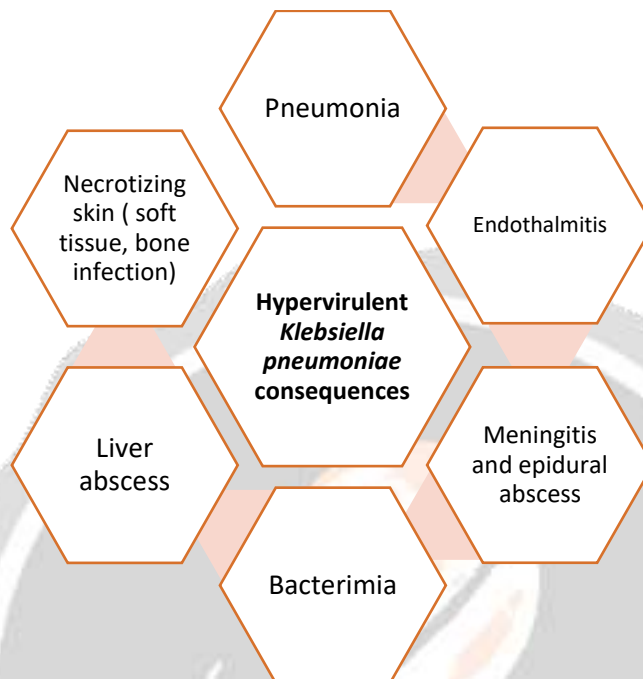 Pneumonia
Endothalmitis
Meningitis
and epidural
abscess
Bacterimia
Liver
abscess
Necrotizing
skin ( soft
tissue, bone
infection)
Hypervirulent
Klebsiella
pneumoniae
consequences